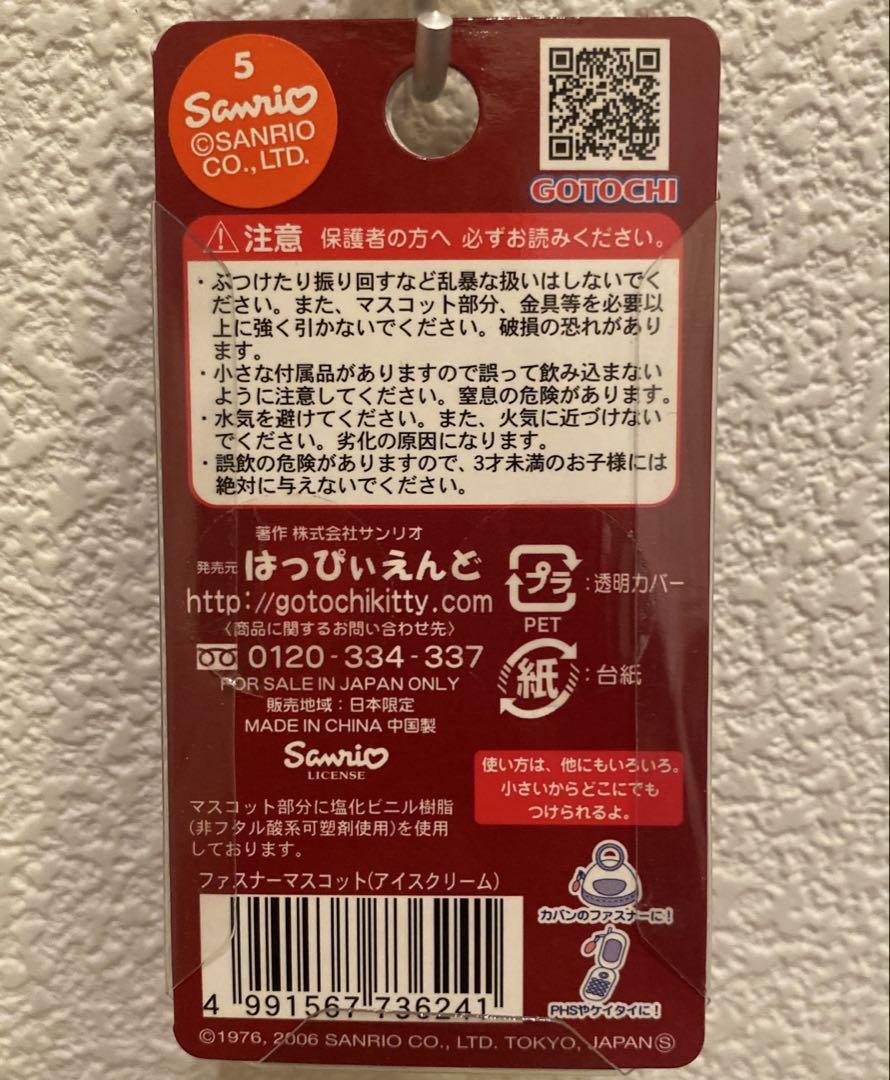 5
Sanrio
©SANRIO
CO., LTD.
GOTOCHI
注意 保護者の方へ 必ずお読みください。
・ぶつけたり振り回すなど乱暴な扱いはしないでく
ださい。また、マスコット部分、金具等を必要以
上に強く引かないでください。破損の恐れがあり
ます。
・小さな付属品がありますので誤って飲み込まない
ように注意してください。窒息の危険があります。
・水気を避けてください。また、火気に近づけない
でください。劣化の原因になります。
・誤飲の危険がありますので、3才未満のお子様には
絶対に与えないでください。
著作 株式会社サンリオ
発売元 はっぴぃえんど
http://gotochikitty.com
〈商品に関するお問い合わせ先〉
0120-334-337
FOR SALE IN JAPAN ONLY
販売地域：日本限定
MADE IN CHINA 中国製
Sanrio
LICENSE
プラ：透明カバー
PET
紙：台紙
使い方は、他にもいろいろ。
小さいからどこにでも
つけられるよ。
マスコット部分に塩化ビニル樹脂
(非フタル酸系可塑剤使用)を使用
しております。
ファスナーマスコット(アイスクリーム)
4 991567 736241
カバンのファスナーに！
PHSやケイタイに！
©1976, 2006 SANRIO CO., LTD. TOKYO, JAPAN Ⓢ